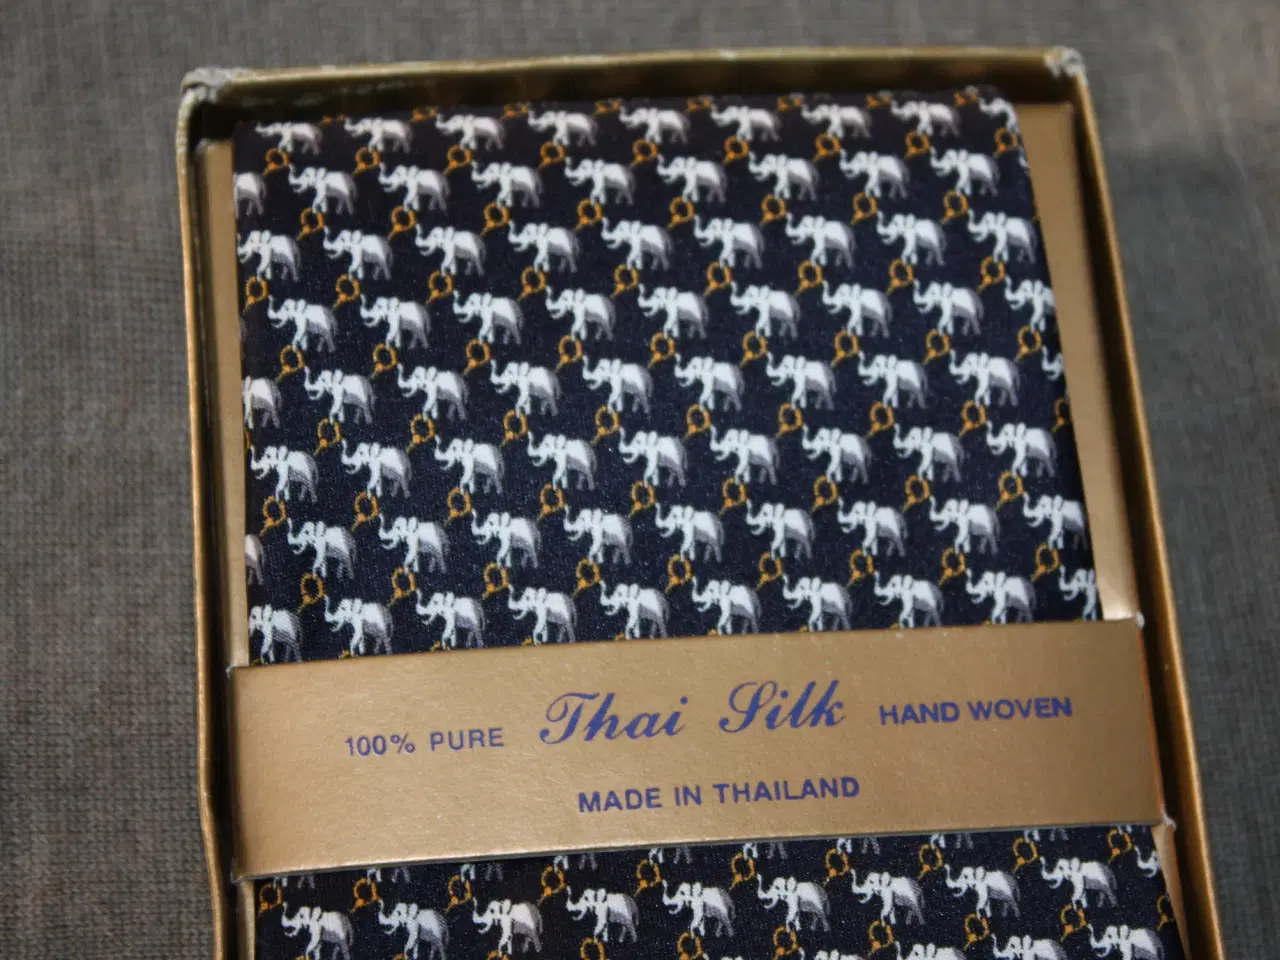 100% PURE Thai Silk HAND WOVEN
MADE IN THAILAND